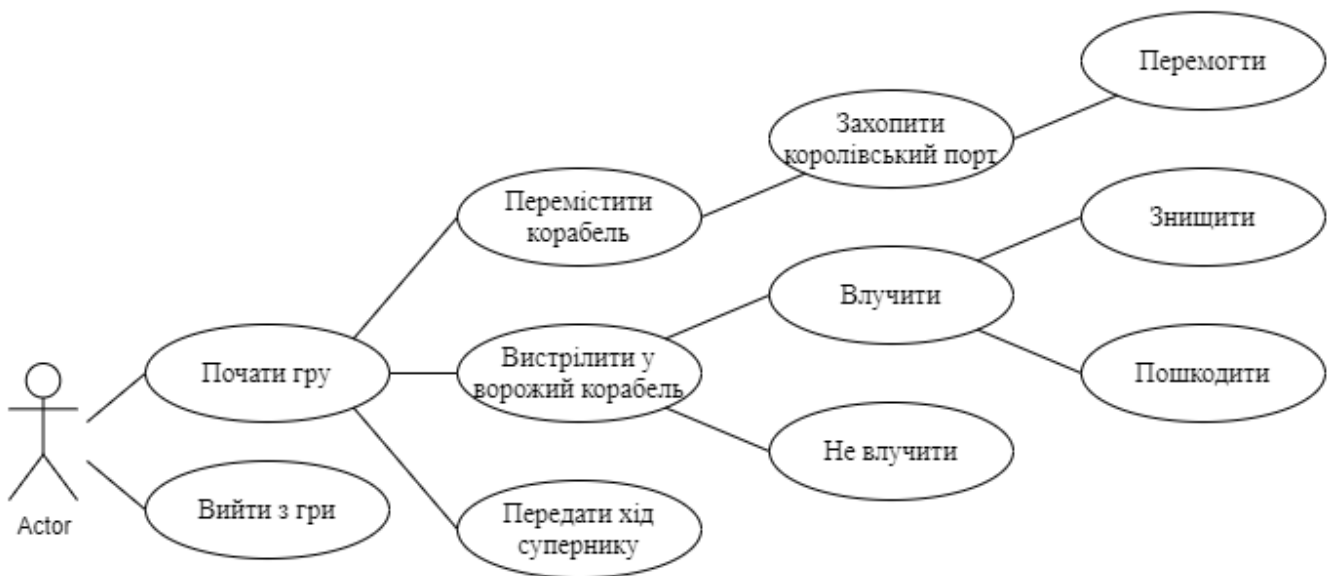 Перемогти
Захопити
королівський порт
Перемістити
корабель
Знищити
Влучити
Почати гру
Вистрілити у
ворожий корабель
Пошкодити
Не влучити
Вийти з гри
Передати хід
супернику
Actor